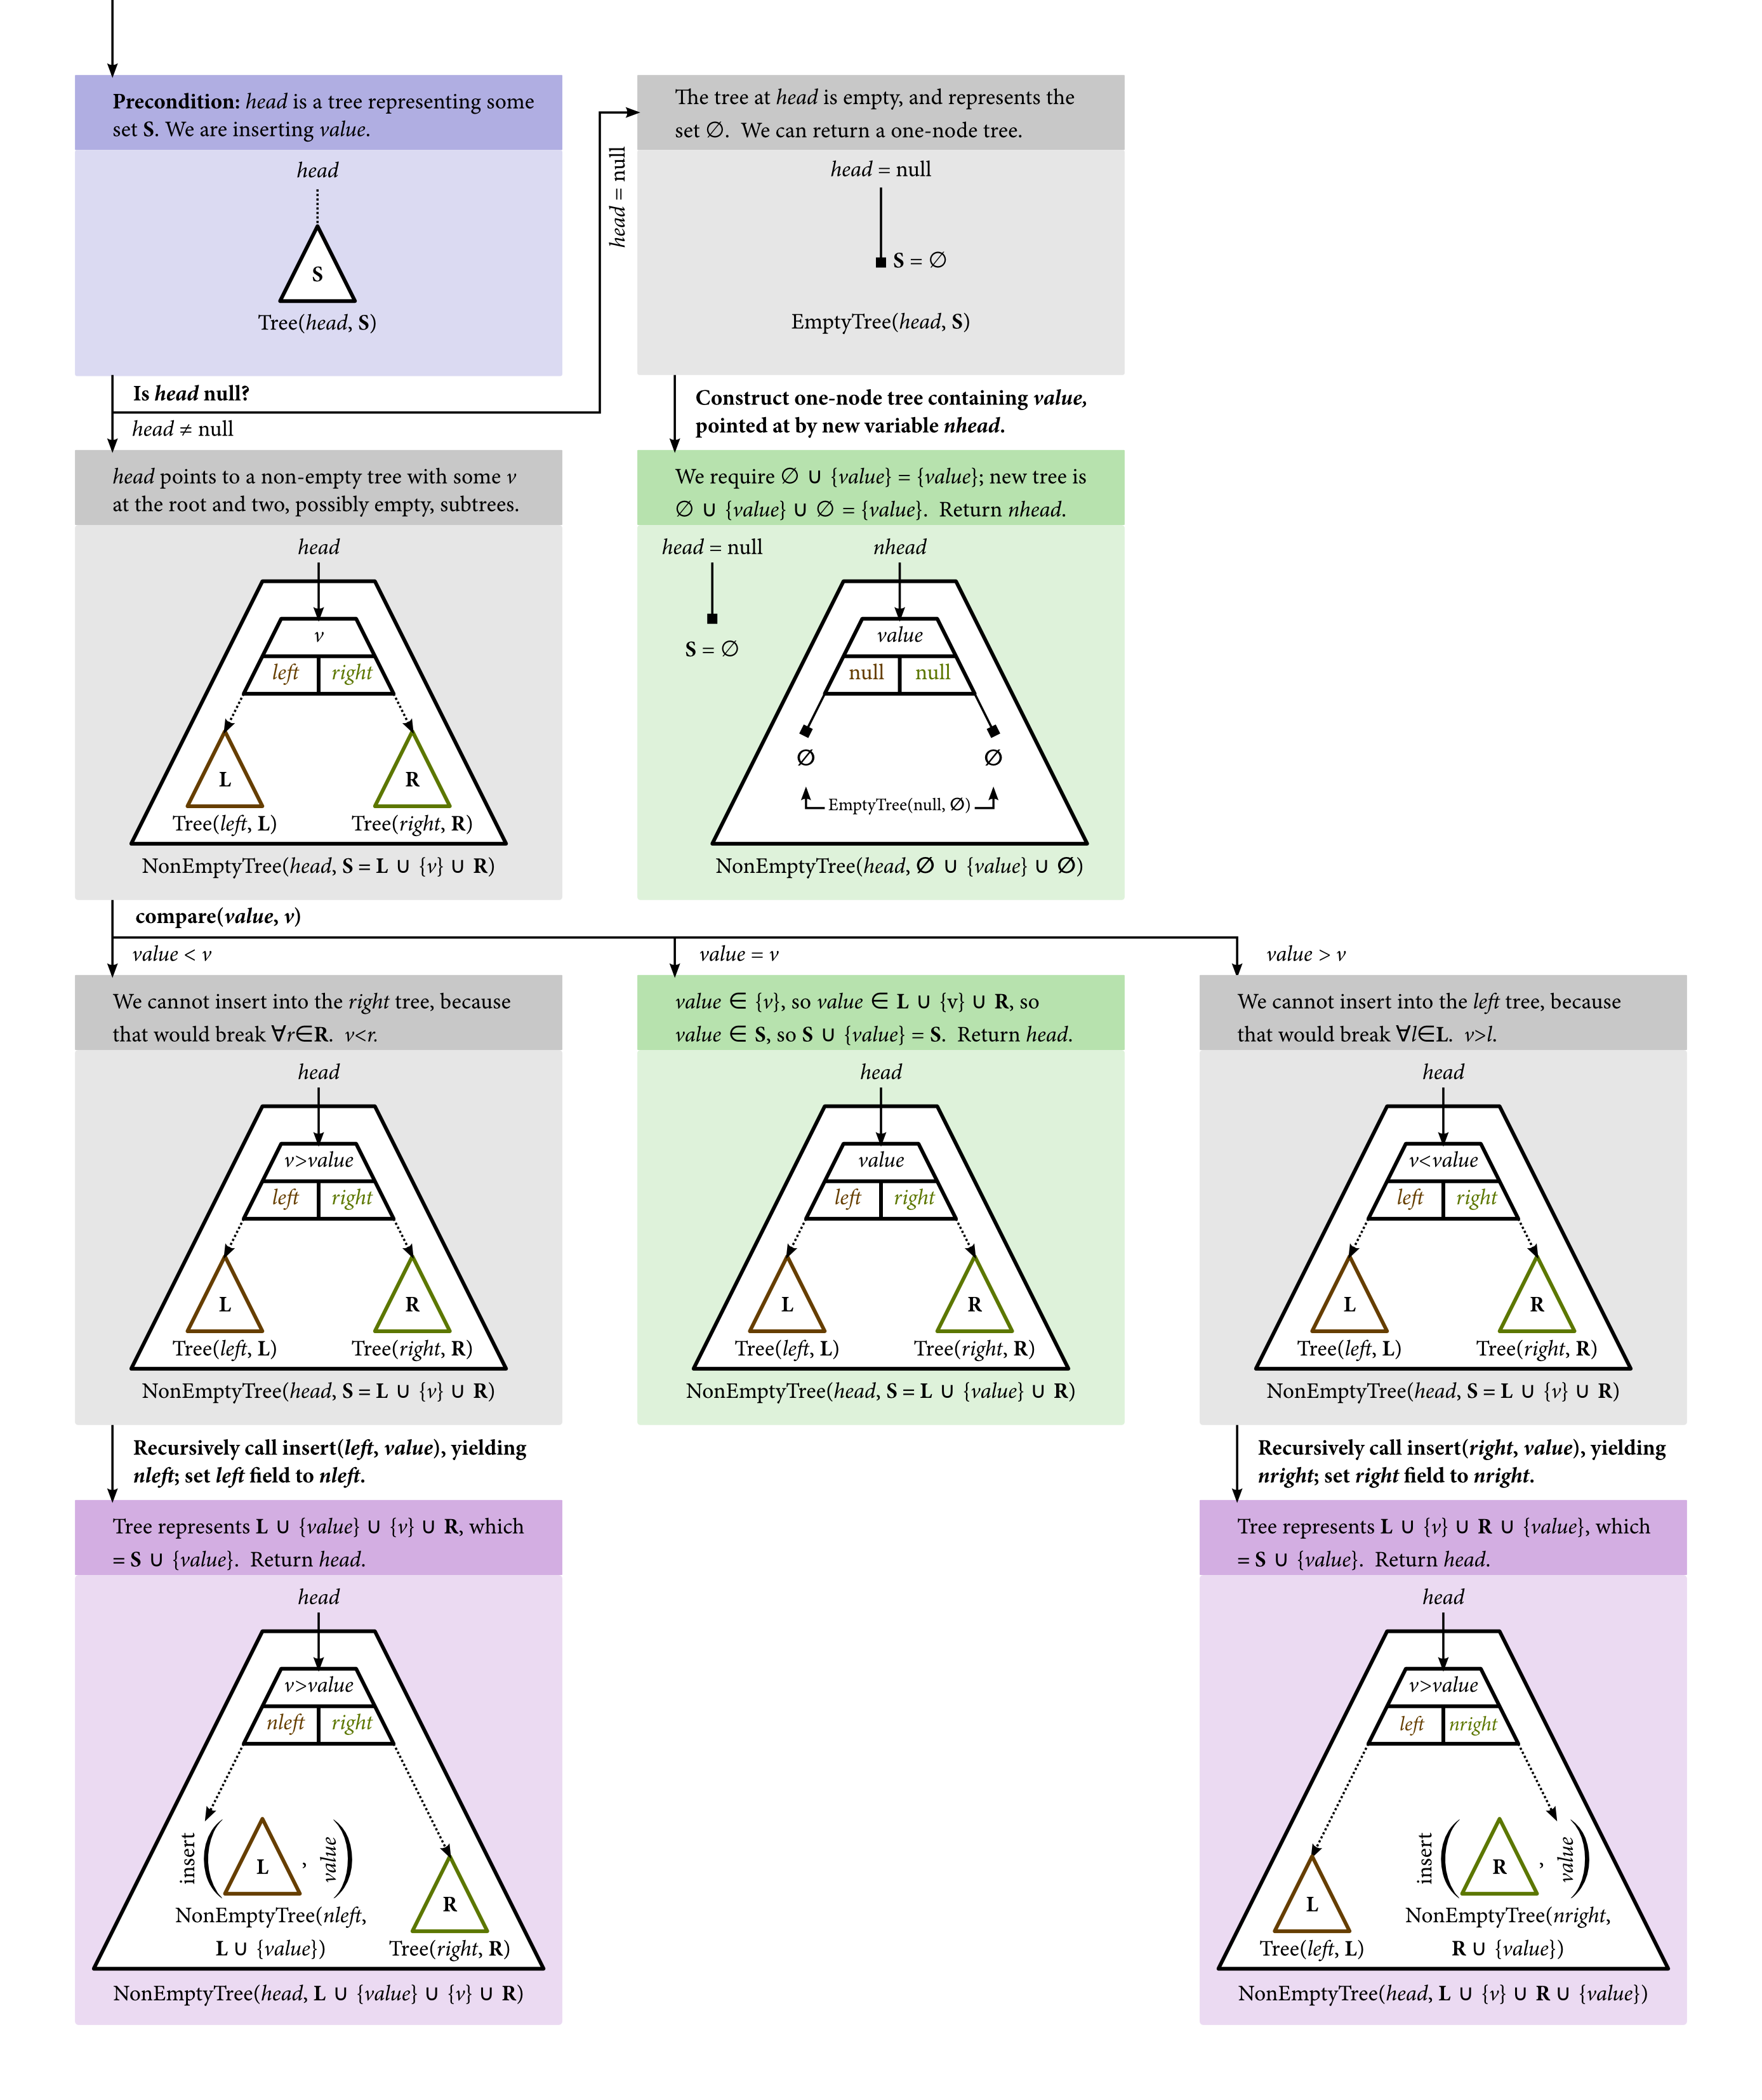 Precondition: head is a tree representing some
set S. We are inserting value.
head
S
Tree(head, S)
Is head null?
head ≠ null
head = null
The tree at head is empty, and represents the
set ∅. We can return a one-node tree.
head = null
S = ∅
EmptyTree(head, S)
Construct one-node tree containing value,
pointed at by new variable nhead.
head points to a non-empty tree with some v
at the root and two, possibly empty, subtrees.
head
v
left right
L R
Tree(left, L) Tree(right, R)
NonEmptyTree(head, S = L ∪ {v} ∪ R)
We require ∅ ∪ {value} = {value}; new tree is
∅ ∪ {value} ∪ ∅ = {value}. Return nhead.
head = null
S = ∅
nhead
value
null null
∅ ∅
EmptyTree(null, ∅)
NonEmptyTree(head, ∅ ∪ {value} ∪ ∅)
compare(value, v)
value < v
value = v
value > v
We cannot insert into the right tree, because
that would break ∀r∈R. v<r.
head
v>value
left right
L R
Tree(left, L) Tree(right, R)
NonEmptyTree(head, S = L ∪ {v} ∪ R)
value ∈ {v}, so value ∈ L ∪ {v} ∪ R, so
value ∈ S, so S ∪ {value} = S. Return head.
head
value
left right
L R
Tree(left, L) Tree(right, R)
NonEmptyTree(head, S = L ∪ {value} ∪ R)
We cannot insert into the left tree, because
that would break ∀l∈L. v>l.
head
v<value
left right
L R
Tree(left, L) Tree(right, R)
NonEmptyTree(head, S = L ∪ {v} ∪ R)
Recursively call insert(left, value), yielding
nleft; set left field to nleft.
Recursively call insert(right, value), yielding
nright; set right field to nright.
Tree represents L ∪ {value} ∪ {v} ∪ R, which
= S ∪ {value}. Return head.
head
v>value
nleft right
insert ( L , value )
NonEmptyTree(nleft,
L ∪ {value})
R
Tree(right, R)
NonEmptyTree(head, L ∪ {value} ∪ {v} ∪ R)
Tree represents L ∪ {v} ∪ R ∪ {value}, which
= S ∪ {value}. Return head.
head
v>value
left nright
L
Tree(left, L)
insert ( R , value )
NonEmptyTree(nright,
R ∪ {value})
NonEmptyTree(head, L ∪ {v} ∪ R ∪ {value})